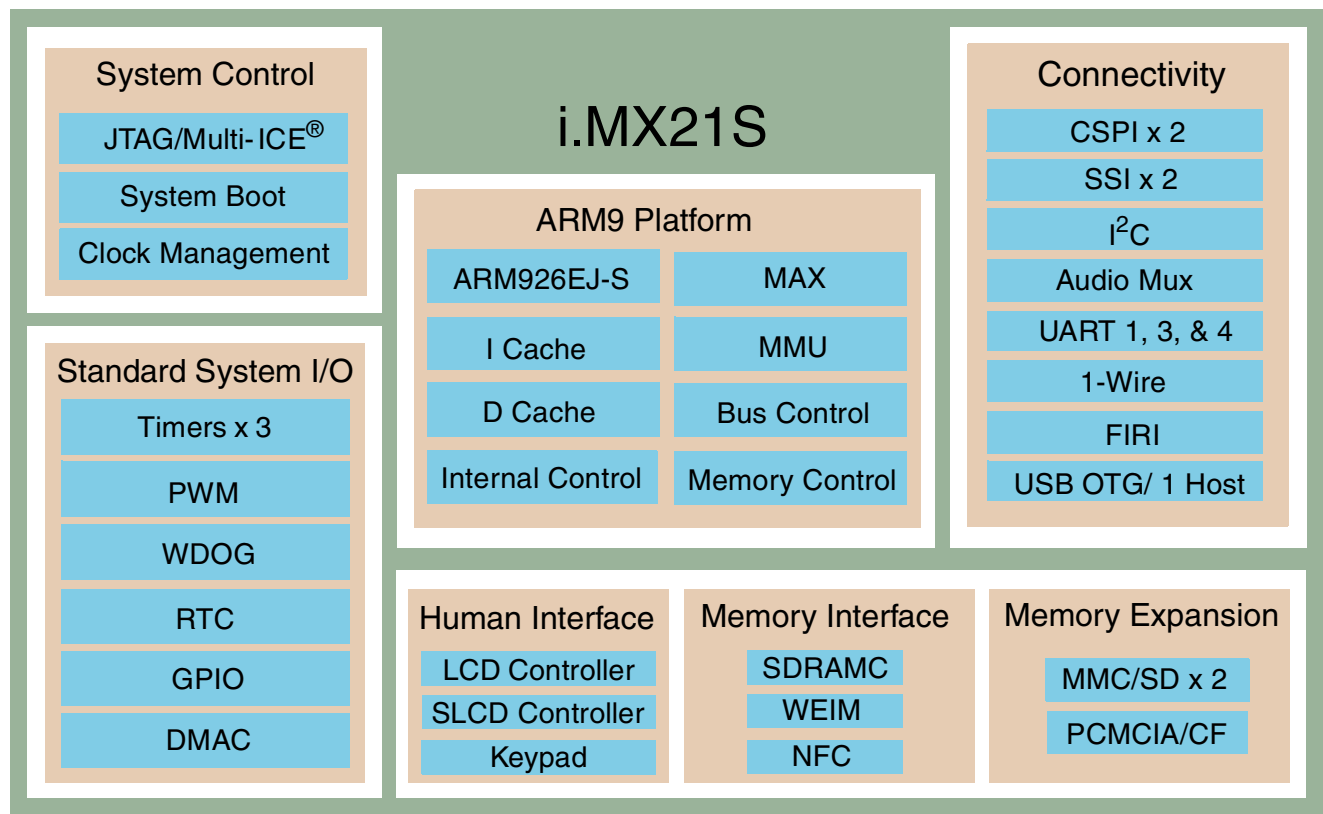 i.MX21S
System Control
JTAG/Multi-ICE®
System Boot
Clock Management
Standard System I/O
Timers x 3
PWM
WDOG
RTC
GPIO
DMAC
ARM9 Platform
ARM926EJ-S
MAX
I Cache
MMU
D Cache
Bus Control
Internal Control
Memory Control
Connectivity
CSPI x 2
SSI x 2
I²C
Audio Mux
UART 1, 3, & 4
1-Wire
FIRI
USB OTG/ 1 Host
Human Interface
LCD Controller
SLCD Controller
Keypad
Memory Interface
SDRAMC
WEIM
NFC
Memory Expansion
MMC/SD x 2
PCMCIA/CF